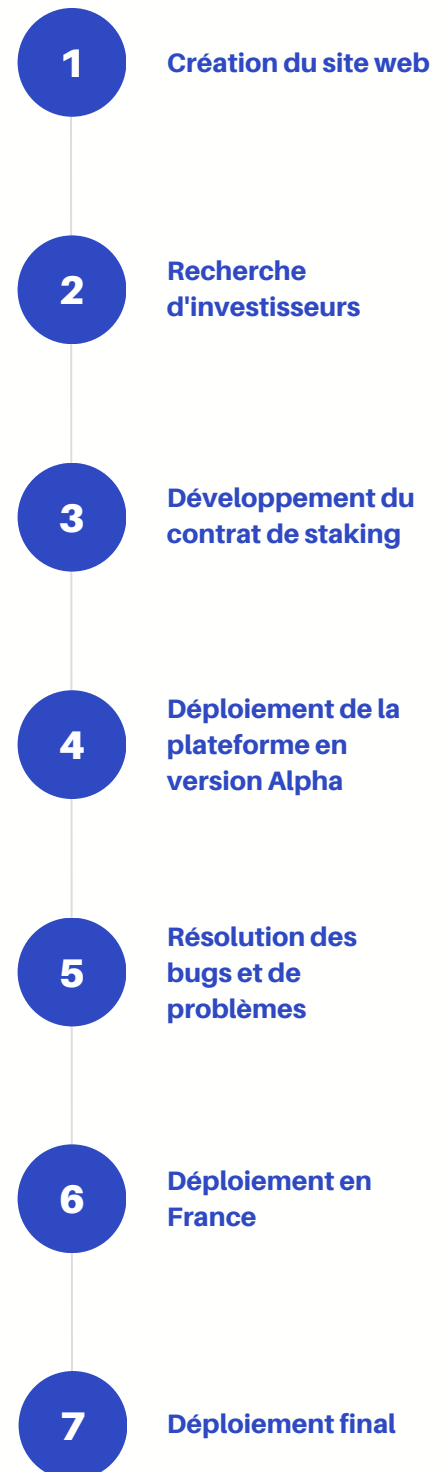 1
Création du site web
2
Recherche
d'investisseurs
3
Développement du
contrat de staking
4
Déploiement de la
plateforme en
version Alpha
5
Résolution des
bugs et de
problèmes
6
Déploiement en
France
7
Déploiement final